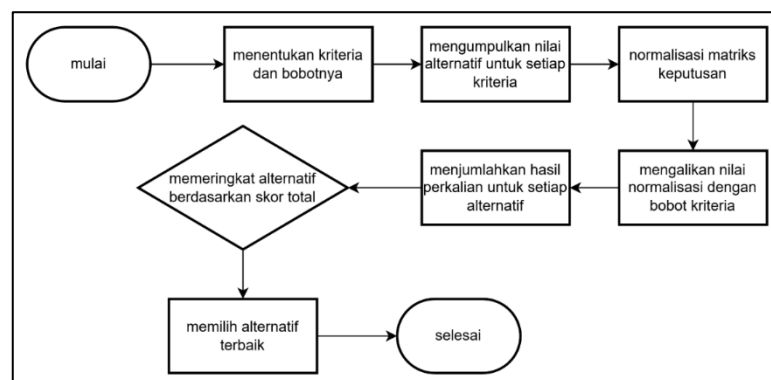 mulai
menentukan kriteria
dan bobotnya
mengumpulkan nilai
alternatif untuk setiap
kriteria
normalisasi matriks
keputusan
mengalikan nilai
normalisasi dengan
bobot kriteria
menjumlahkan hasil
perkalian untuk setiap
alternatif
memeringkat alternatif
berdasarkan skor total
memilih alternatif
terbaik
selesai